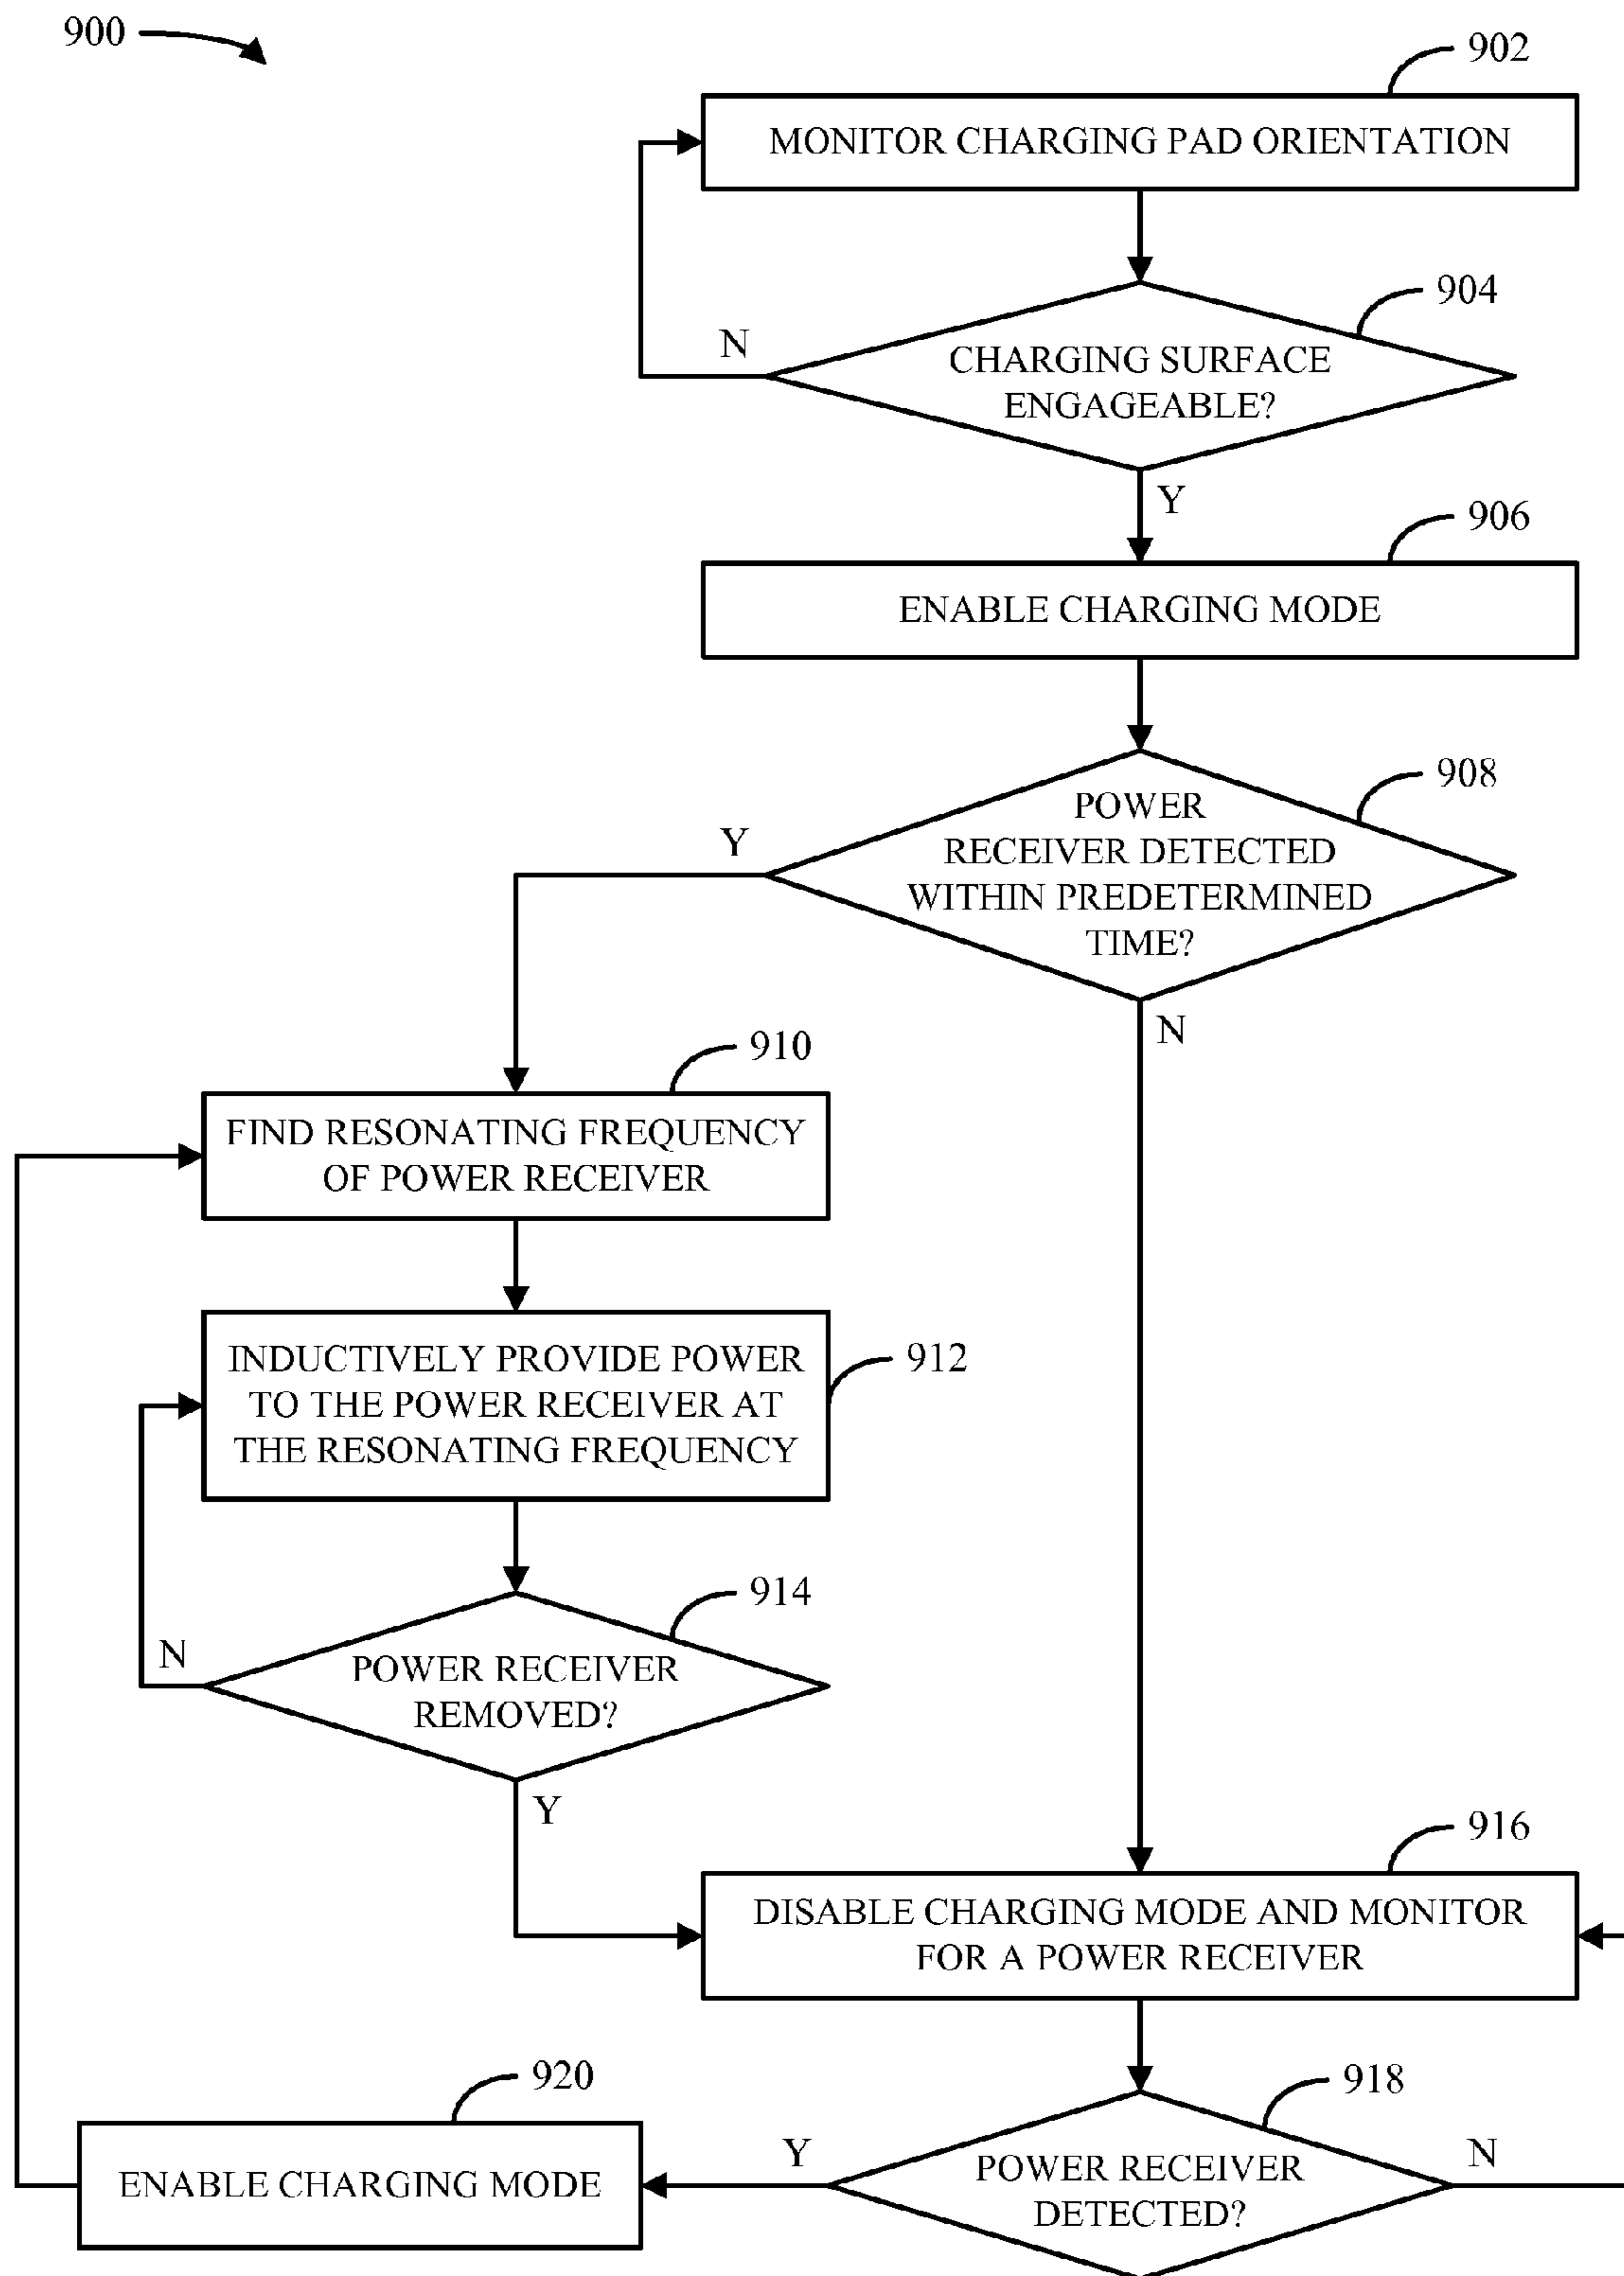 900
902
MONITOR CHARGING PAD ORIENTATION
904
N
CHARGING SURFACE
ENGAGEABLE?
Y
906
ENABLE CHARGING MODE
908
Y
POWER
RECEIVER DETECTED
WITHIN PREDETERMINED
TIME?
N
910
FIND RESONATING FREQUENCY
OF POWER RECEIVER
912
INDUCTIVELY PROVIDE POWER
TO THE POWER RECEIVER AT
THE RESONATING FREQUENCY
914
N
POWER RECEIVER
REMOVED?
Y
916
DISABLE CHARGING MODE AND MONITOR
FOR A POWER RECEIVER
918
Y
POWER RECEIVER
DETECTED?
N
920
ENABLE CHARGING MODE